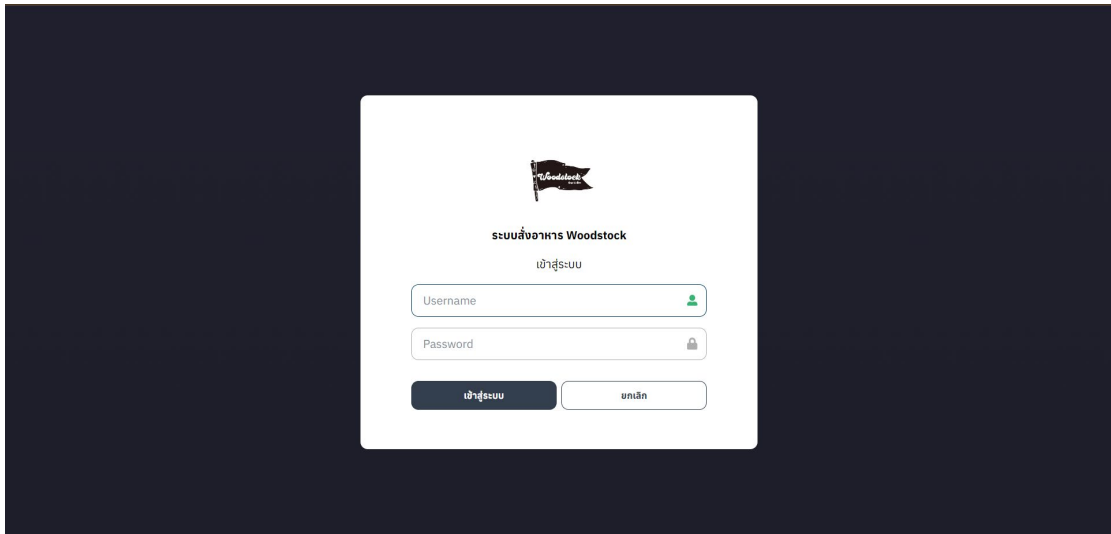 Woodstock
ระบบสั่งอาหาร Woodstock
เข้าสู่ระบบ
Username
Password
เข้าสู่ระบบ ยกเลิก